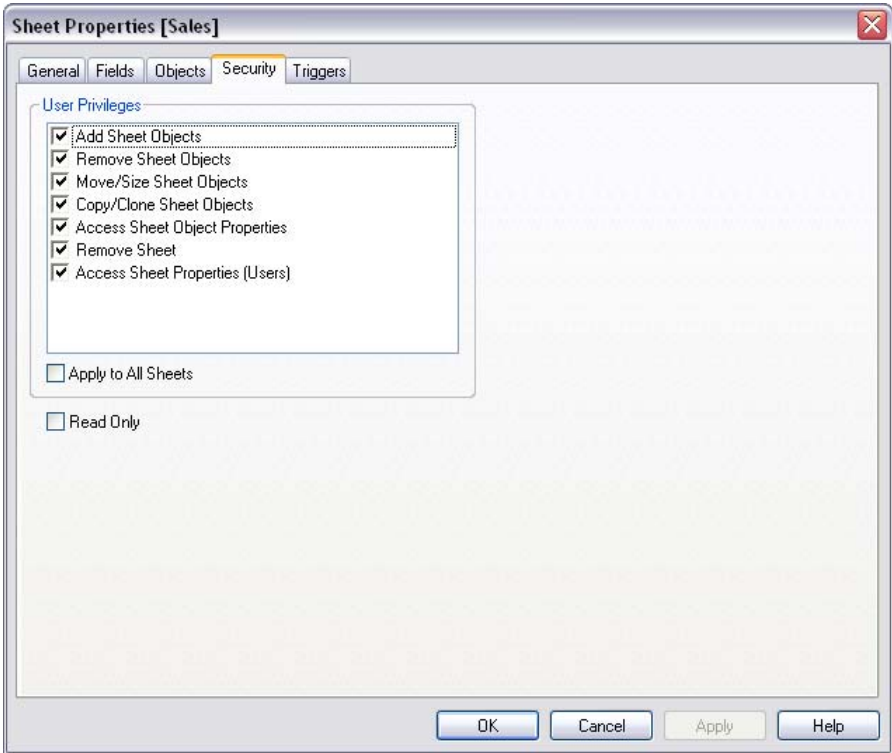 Sheet Properties [Sales]
General Fields Objects Security Triggers
User Privileges
Add Sheet Objects
Remove Sheet Objects
Move/Size Sheet Objects
Copy/Clone Sheet Objects
Access Sheet Object Properties
Remove Sheet
Access Sheet Properties (Users)
Apply to All Sheets
Read Only
OK Cancel Apply Help